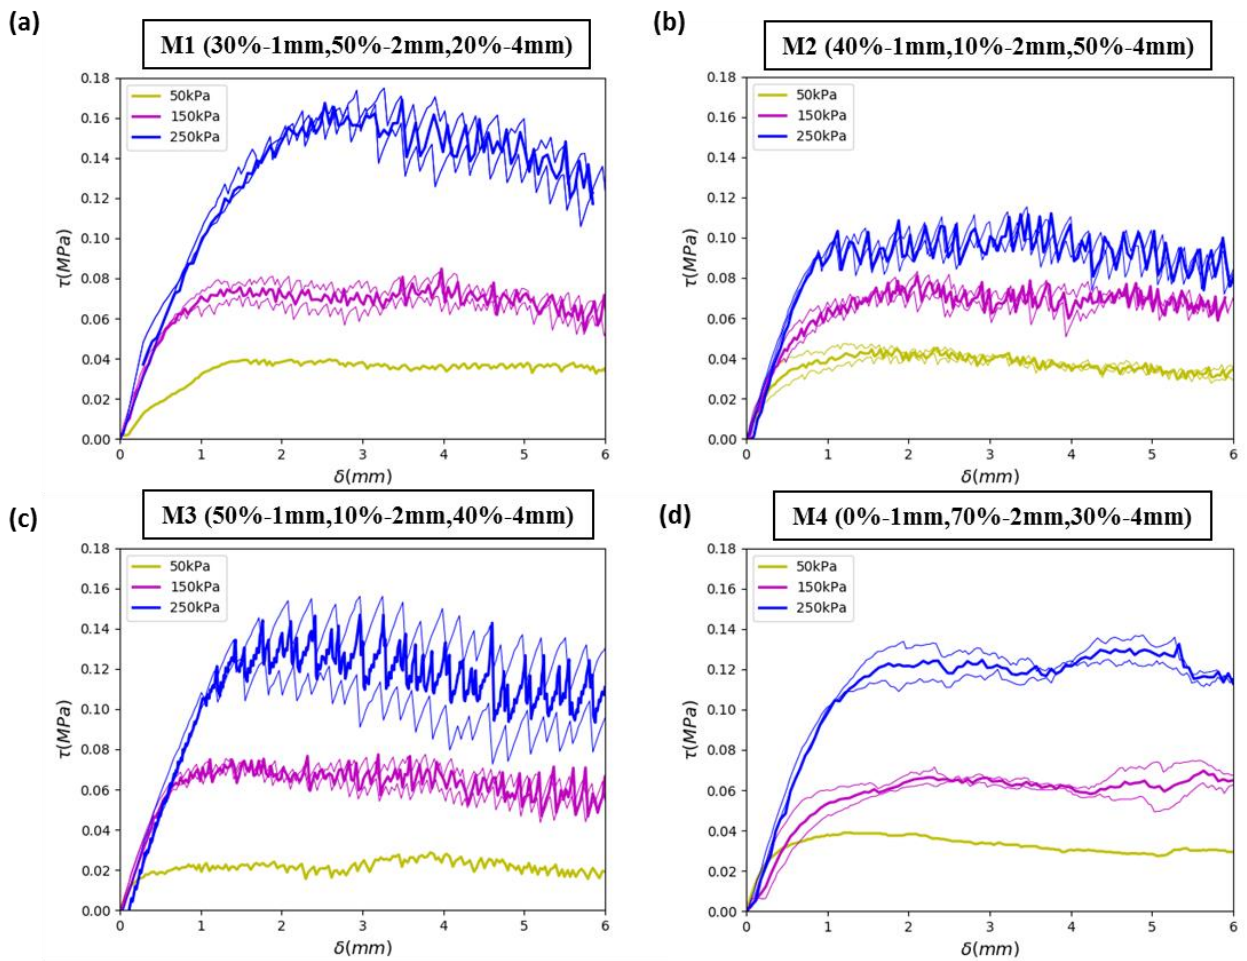 (a)
M1 (30%-1mm,50%-2mm,20%-4mm)
0.18
0.16
0.14
0.12
0.10
0.08
0.06
0.04
0.02
0.00
τ(MPa)
50kPa
150kPa
250kPa
0 1 2 3 4 5 6
δ(mm)
(b)
M2 (40%-1mm,10%-2mm,50%-4mm)
0.18
0.16
0.14
0.12
0.10
0.08
0.06
0.04
0.02
0.00
τ(MPa)
50kPa
150kPa
250kPa
0 1 2 3 4 5 6
δ(mm)
(c)
M3 (50%-1mm,10%-2mm,40%-4mm)
0.18
0.16
0.14
0.12
0.10
0.08
0.06
0.04
0.02
0.00
τ(MPa)
50kPa
150kPa
250kPa
0 1 2 3 4 5 6
δ(mm)
(d)
M4 (0%-1mm,70%-2mm,30%-4mm)
0.18
0.16
0.14
0.12
0.10
0.08
0.06
0.04
0.02
0.00
τ(MPa)
50kPa
150kPa
250kPa
0 1 2 3 4 5 6
δ(mm)